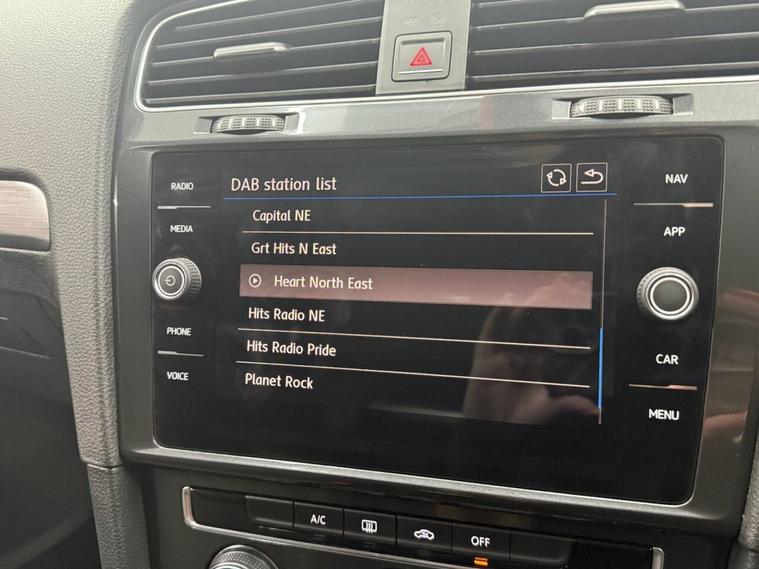 RADIO
MEDIA
PHONE
VOICE
DAB station list
Capital NE
Grt Hits N East
Heart North East
Hits Radio NE
Hits Radio Pride
Planet Rock
NAV
APP
CAR
MENU
A/C
OFF